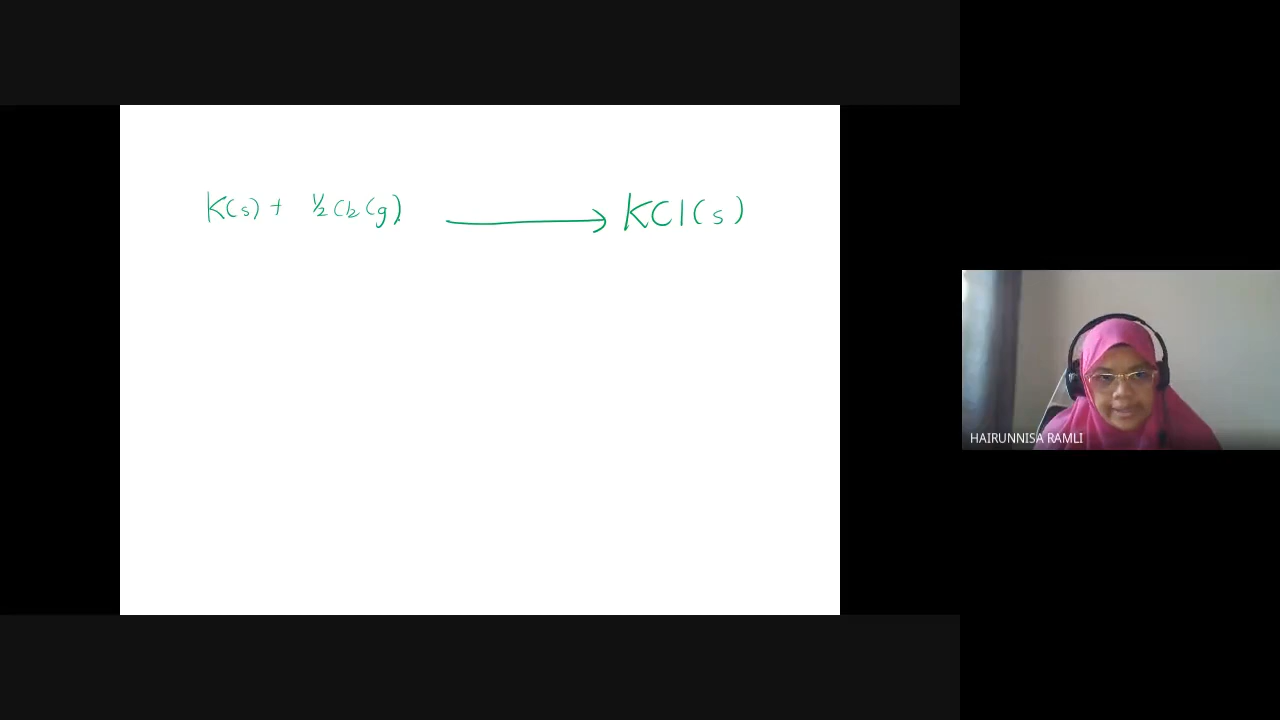 K(s) + ½Cl₂(g) → KCl(s)
HAIRUNNISA RAMLI